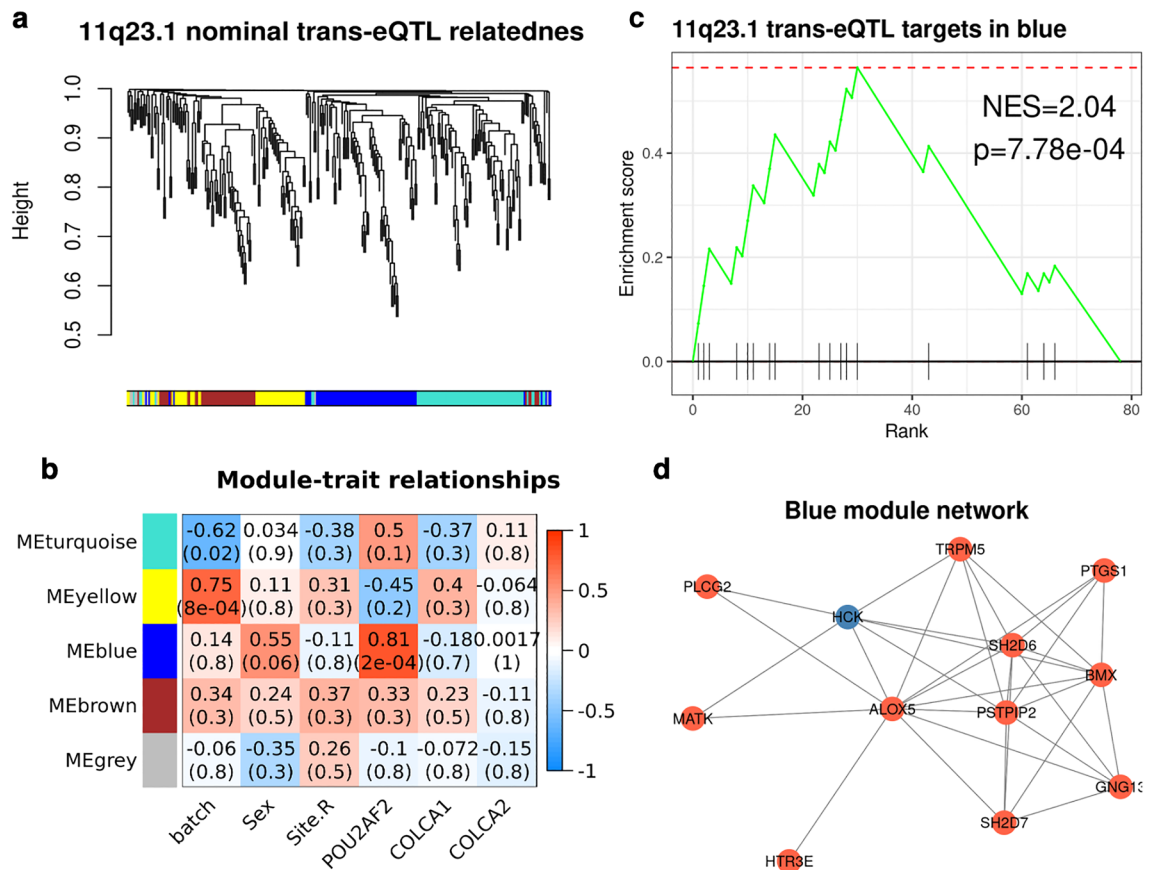 a
11q23.1 nominal trans-eQTL relatednes
Height
1.0
0.9
0.8
0.7
0.6
0.5
c
11q23.1 trans-eQTL targets in blue
NES=2.04
p=7.78e-04
Enrichment score
0.4
0.2
0.0
0 20 40 60 80
Rank
b
Module-trait relationships
MEturquoise -0.62 0.034 -0.38 0.5 -0.37 0.11
(0.02) (0.9) (0.3) (0.1) (0.3) (0.8)
MEyellow 0.75 0.11 0.31 -0.45 0.4 -0.064
(8e-04) (0.8) (0.3) (0.2) (0.3) (0.8)
MEblue 0.14 0.55 -0.11 0.81 -0.18 0.0017
(0.8) (0.06) (0.8) (2e-04) (0.7) (1)
MEbrown 0.34 0.24 0.37 0.33 0.23 -0.11
(0.3) (0.5) (0.3) (0.3) (0.5) (0.8)
MEgrey -0.06 -0.35 0.26 -0.1 -0.072 -0.15
(0.8) (0.3) (0.5) (0.8) (0.8) (0.8)
batch Sex Site.R POU2AF2 COLCA1 COLCA2
1
0.5
0
-0.5
-1
d
Blue module network
TRPM5
PTGS1
PLCG2
HCK
SH2D6
BMX
ALOX5
PSTPIP2
MATK
GNG13
SH2D7
HTR3E